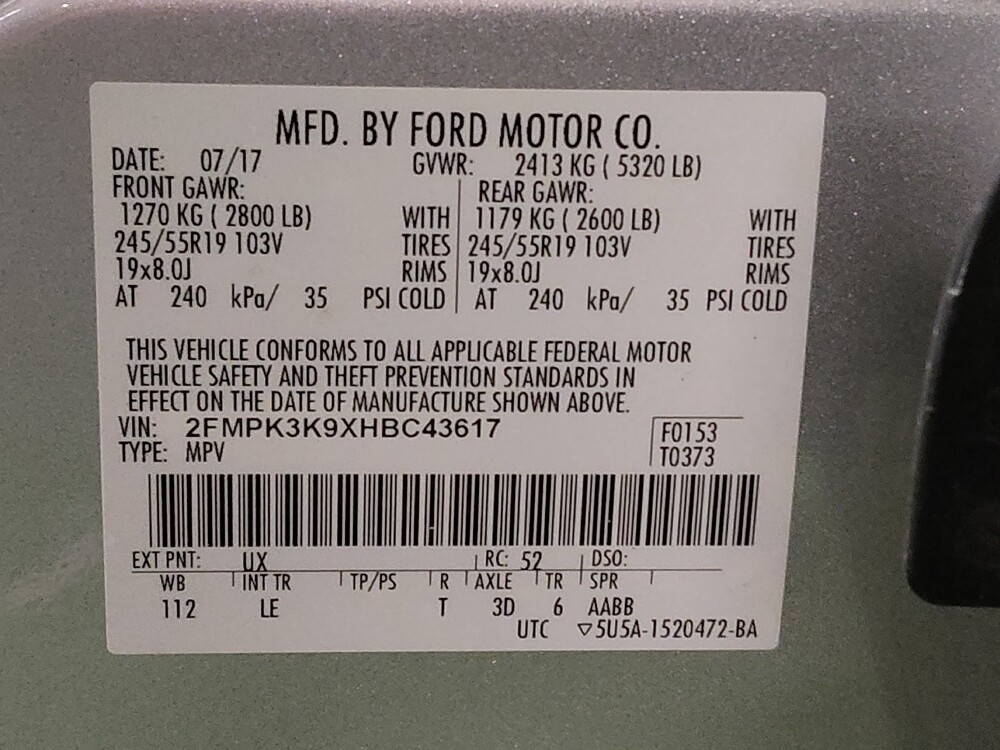 MFD. BY FORD MOTOR CO.
DATE: 07/17 GVWR: 2413 KG ( 5320 LB)
FRONT GAWR: REAR GAWR:
1270 KG ( 2800 LB) WITH 1179 KG ( 2600 LB) WITH
245/55R19 103V TIRES 245/55R19 103V TIRES
19x8.0J RIMS 19x8.0J RIMS
AT 240 kPa/ 35 PSI COLD AT 240 kPa/ 35 PSI COLD
THIS VEHICLE CONFORMS TO ALL APPLICABLE FEDERAL MOTOR
VEHICLE SAFETY AND THEFT PREVENTION STANDARDS IN
EFFECT ON THE DATE OF MANUFACTURE SHOWN ABOVE.
VIN: 2FMPK3K9XHBC43617 F0153
TYPE: MPV T0373
EXT PNT: UX RC: 52 DSO:
WB INT TR TP/PS R AXLE TR SPR
112 LE T 3D 6 AABB
UTC ▽5U5A-1520472-BA